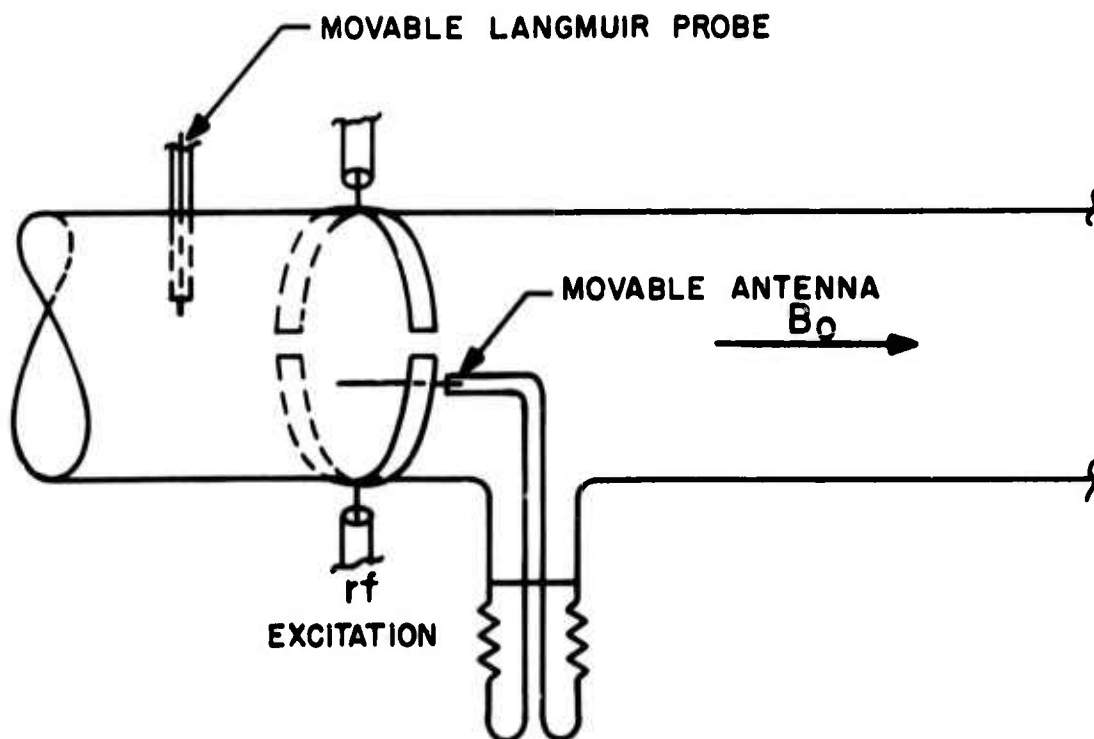 MOVABLE LANGMUIR PROBE
MOVABLE ANTENNA
B₀
rf
EXCITATION